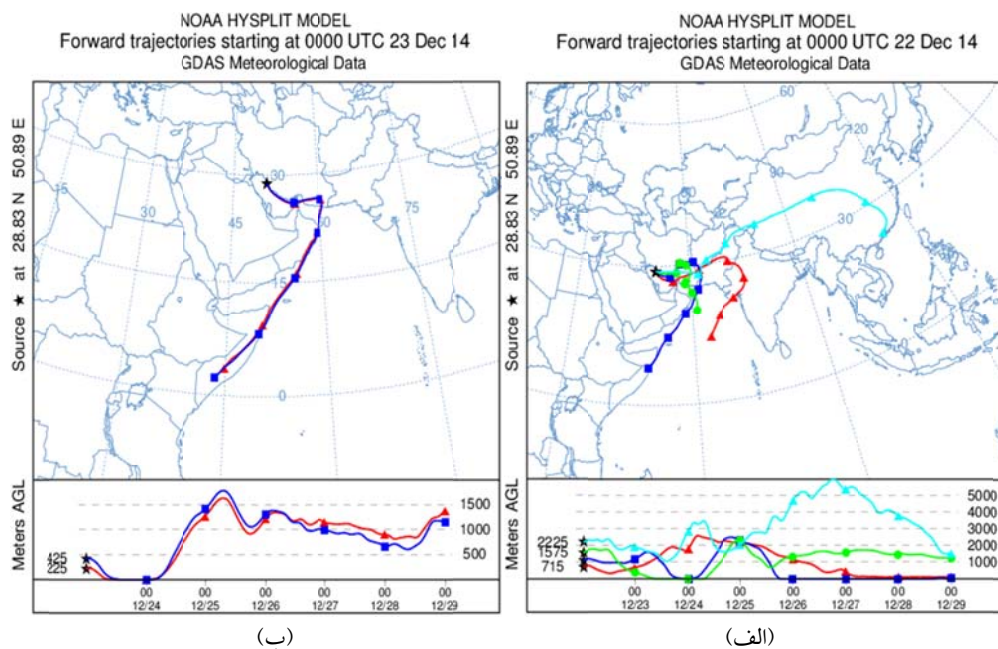 NOAA HYSPLIT MODEL
Forward trajectories starting at 0000 UTC 23 Dec 14
GDAS Meteorological Data
Source ★ at 28.83 N 50.89 E
15
30
45
30
60
75
15
0
Meters AGL
1500
1000
500
425
225
00 00 00 00 00 00
12/24 12/25 12/26 12/27 12/28 12/29
(ب)
NOAA HYSPLIT MODEL
Forward trajectories starting at 0000 UTC 22 Dec 14
GDAS Meteorological Data
Source ★ at 28.83 N 50.89 E
60
120
30
Meters AGL
5000
4000
3000
2000
1000
2225
1575
715
00 00 00 00 00 00 00
12/23 12/24 12/25 12/26 12/27 12/28 12/29
(الف)